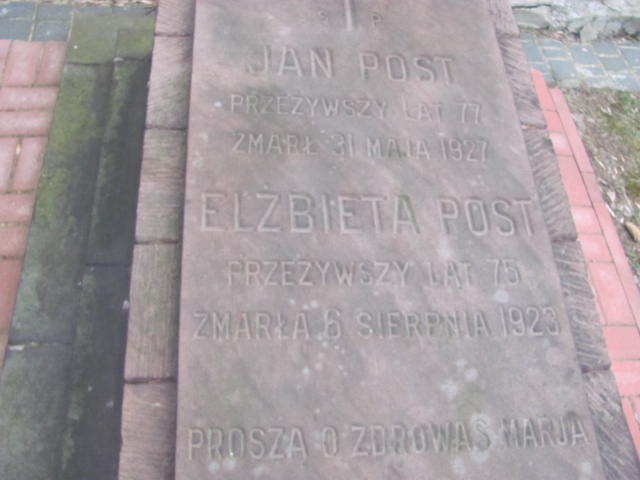 Ś P
JAN POST
PRZEŻYWSZY LAT 77
ZMARŁ 31 MAJA 1927
ELŻBIETA POST
PRZEŻYWSZY LAT 75
ZMARŁA 6 SIERPNIA 1923
PROSZĄ O ZDROWAŚ MARJA